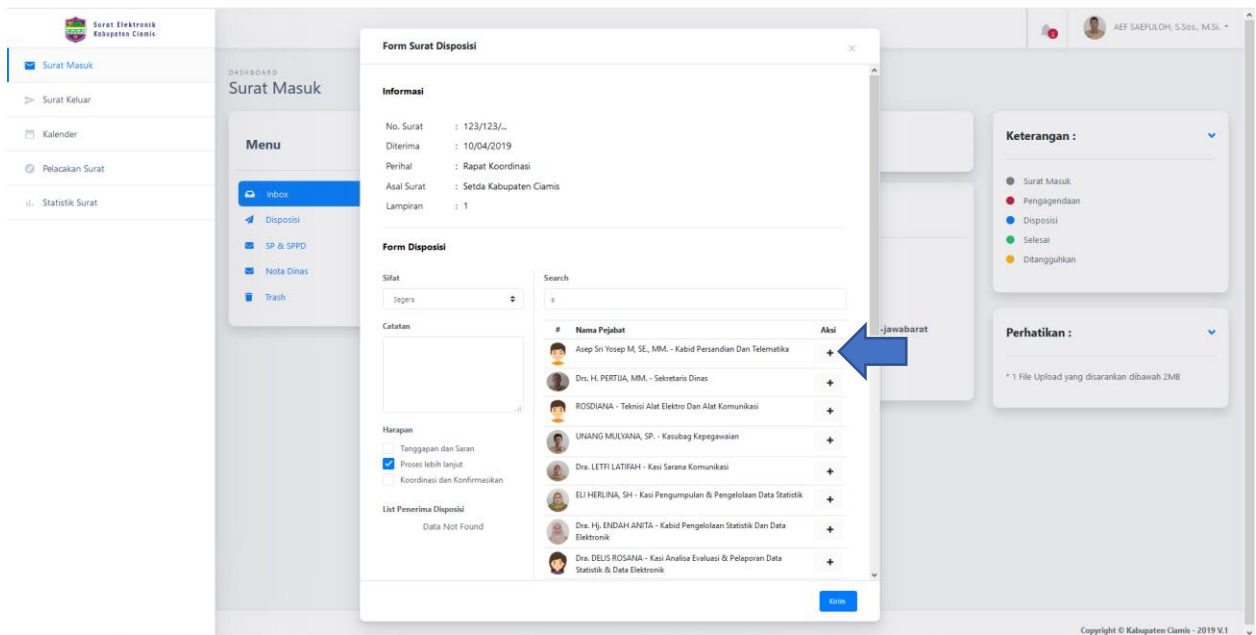 Surat Elektronik
Kabupaten Ciamis
Surat Masuk
Surat Keluar
Kalender
Pelacakan Surat
Statistik Surat
AEF SAEFULOH, S.Sos., M.Si.
DASHBOARD
Surat Masuk
Menu
Inbox
Disposisi
SP & SPPD
Nota Dinas
Trash
Form Surat Disposisi
Informasi
No. Surat : 123/123/...
Diterima : 10/04/2019
Perihal : Rapat Koordinasi
Asal Surat : Setda Kabupaten Ciamis
Lampiran : 1
Form Disposisi
Sifat
Segera
Catatan
Harapan
Tanggapan dan Saran
Proses lebih lanjut
Koordinasi dan Konfirmasikan
List Penerima Disposisi
Data Not Found
Search
a
# Nama Pejabat Aksi
Asep Sri Yosep M, SE., MM. - Kabid Persandian Dan Telematika +
Drs. H. PERTIJA, MM. - Sekretaris Dinas +
ROSDIANA - Teknisi Alat Elektro Dan Alat Komunikasi +
UNANG MULYANA, SP. - Kasubag Kepegawaian +
Dra. LETFI LATIFAH - Kasi Sarana Komunikasi +
ELI HERLINA, SH - Kasi Pengumpulan & Pengelolaan Data Statistik +
Dra. Hj. ENDAH ANITA - Kabid Pengelolaan Statistik Dan Data
Elektronik +
Dra. DELIS ROSANA - Kasi Analisa Evaluasi & Pelaporan Data
Statistik & Data Elektronik +
Kirim
-jawabarat
Keterangan :
Surat Masuk
Pengagendaan
Disposisi
Selesai
Ditangguhkan
Perhatikan :
* 1 File Upload yang disarankan dibawah 2MB
Copyright © Kabupaten Ciamis - 2019 V.1